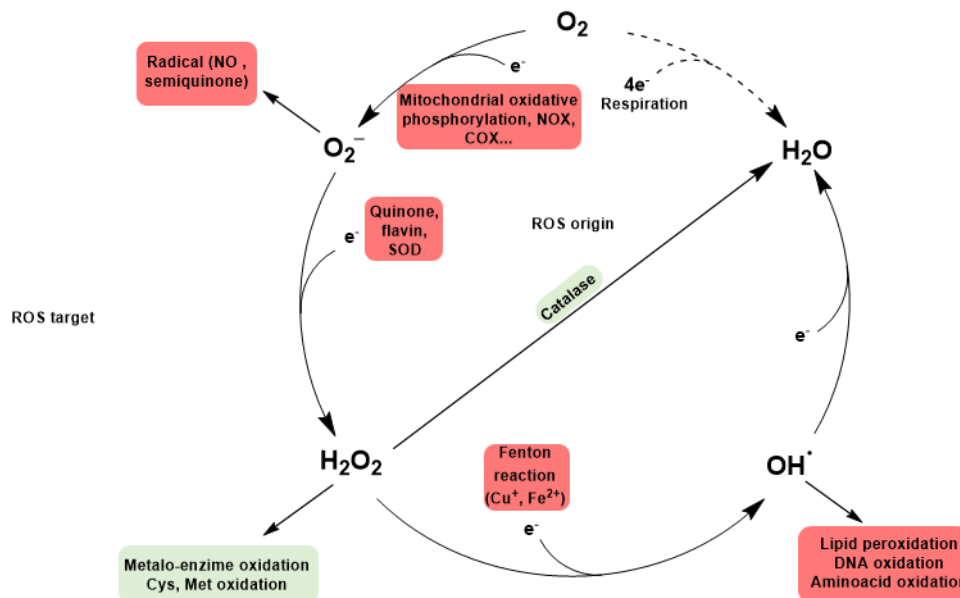 O₂
Radical (NO ,
semiquinone)
e⁻
4e⁻
Respiration
Mitochondrial oxidative
phosphorylation, NOX,
COX...
O₂⁻
H₂O
Quinone,
flavin,
SOD
e⁻
ROS origin
Catalase
ROS target
e⁻
H₂O₂
Fenton
reaction
(Cu⁺, Fe²⁺)
e⁻
OH•
Metalo-enzime oxidation
Cys, Met oxidation
Lipid peroxidation
DNA oxidation
Aminoacid oxidation